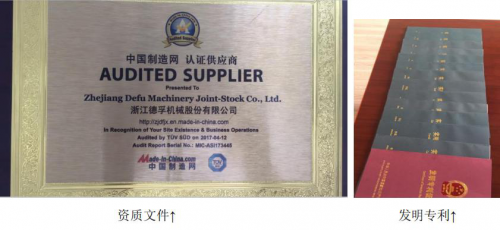 中国制造网 认证供应商
AUDITED SUPPLIER
Presented To
Zhejiang Defu Machinery Joint-Stock Co., Ltd.
浙江德孚机械股份有限公司
http://zjdfjx.en.made-in-china.com
In Recognition of Your Site Existence & Business Operations
Audited by TÜV SÜD on 2017-04-12
Audit Report Serial No.: MIC-ASI173445
Made-in-China.com
中国制造网
资质文件↑
发明专利↑